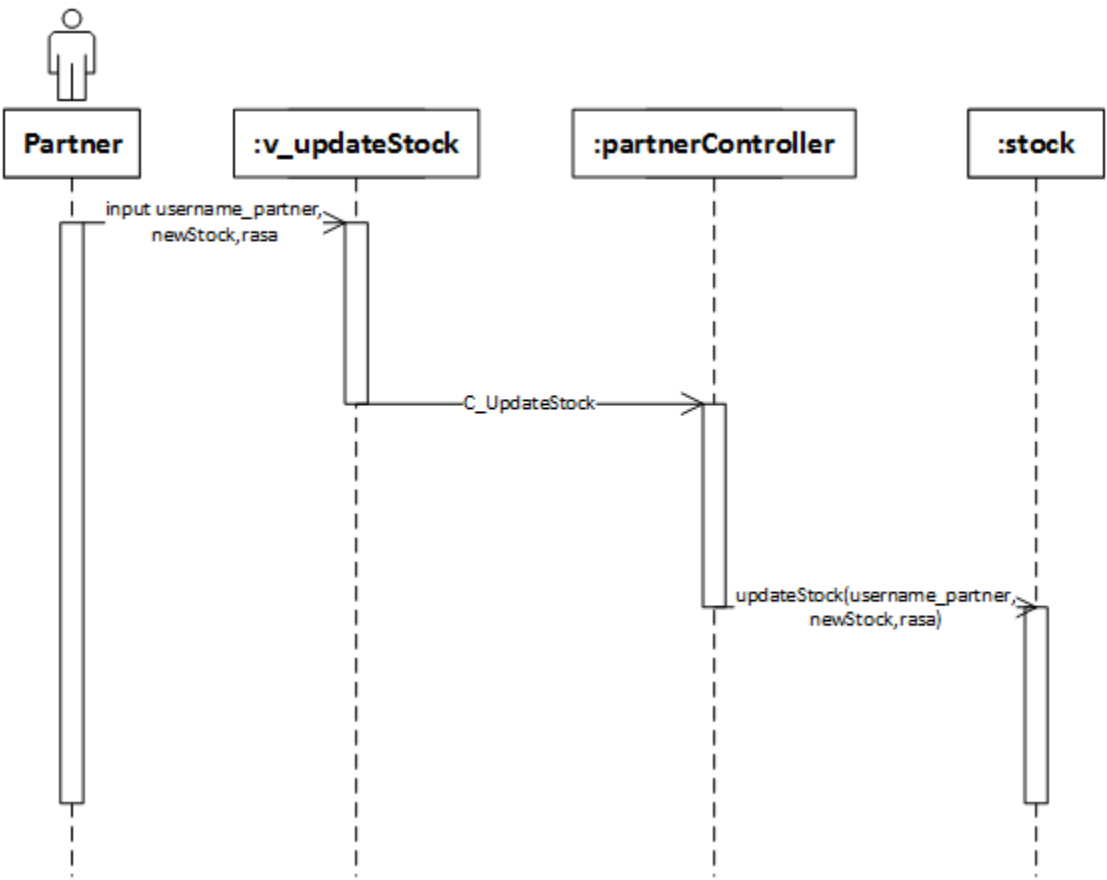 Partner
:v_updateStock
:partnerController
:stock
input username_partner,
newStock,rasa
C_UpdateStock
updateStock(username_partner,
newStock,rasa)